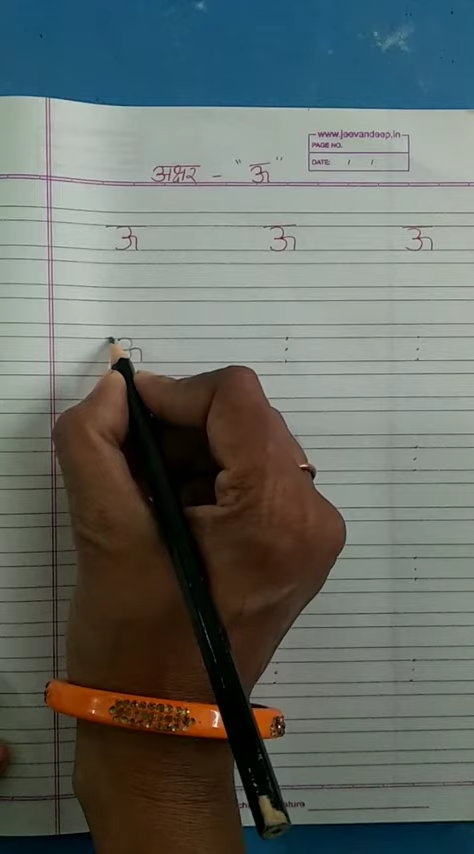 www.jeevandeep.in
PAGE NO.
DATE: / /
अक्षर - "ऊ"
ऊ ऊ ऊ